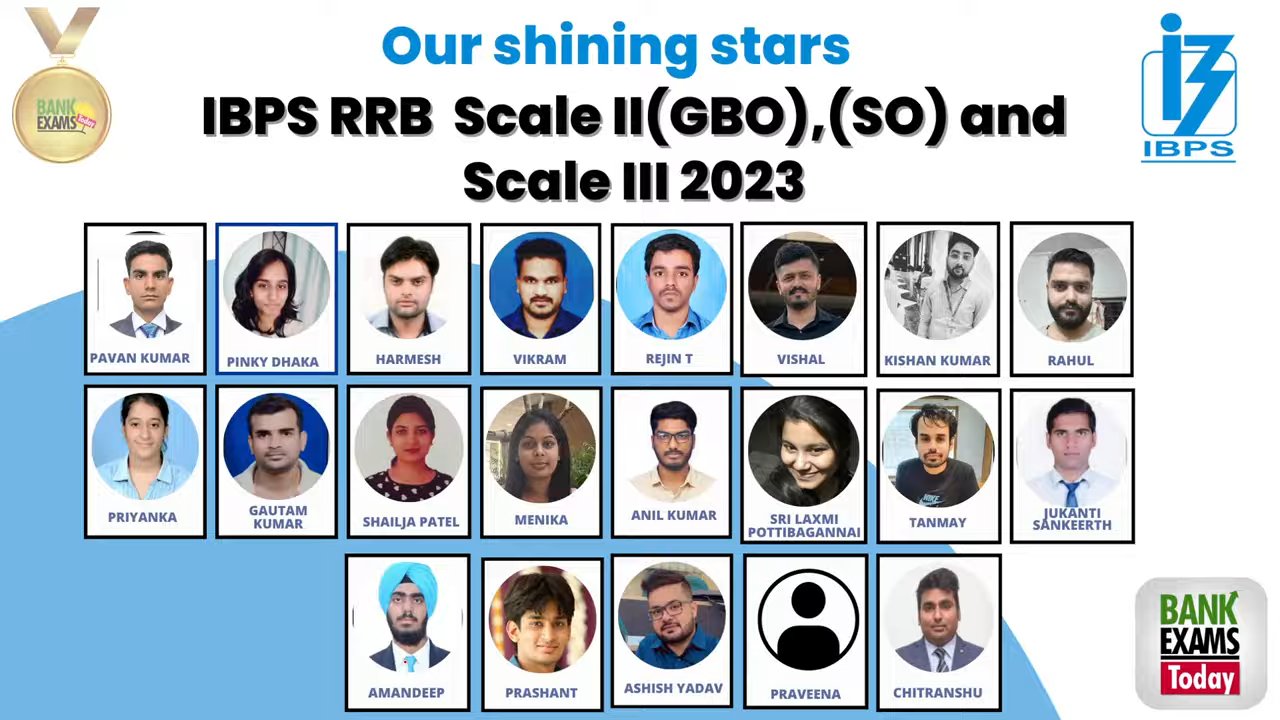 Our shining stars
IBPS RRB Scale II(GBO),(SO) and
Scale III 2023
BANK
EXAMS
Today
IBPS
PAVAN KUMAR
PINKY DHAKA
HARMESH
VIKRAM
REJIN T
VISHAL
KISHAN KUMAR
RAHUL
PRIYANKA
GAUTAM
KUMAR
SHAILJA PATEL
MENIKA
ANIL KUMAR
SRI LAXMI
POTTIBAGANNAI
TANMAY
JUKANTI
SANKEERTH
NIKE
AMANDEEP
PRASHANT
ASHISH YADAV
PRAVEENA
CHITRANSHU
BANK
EXAMS
Today